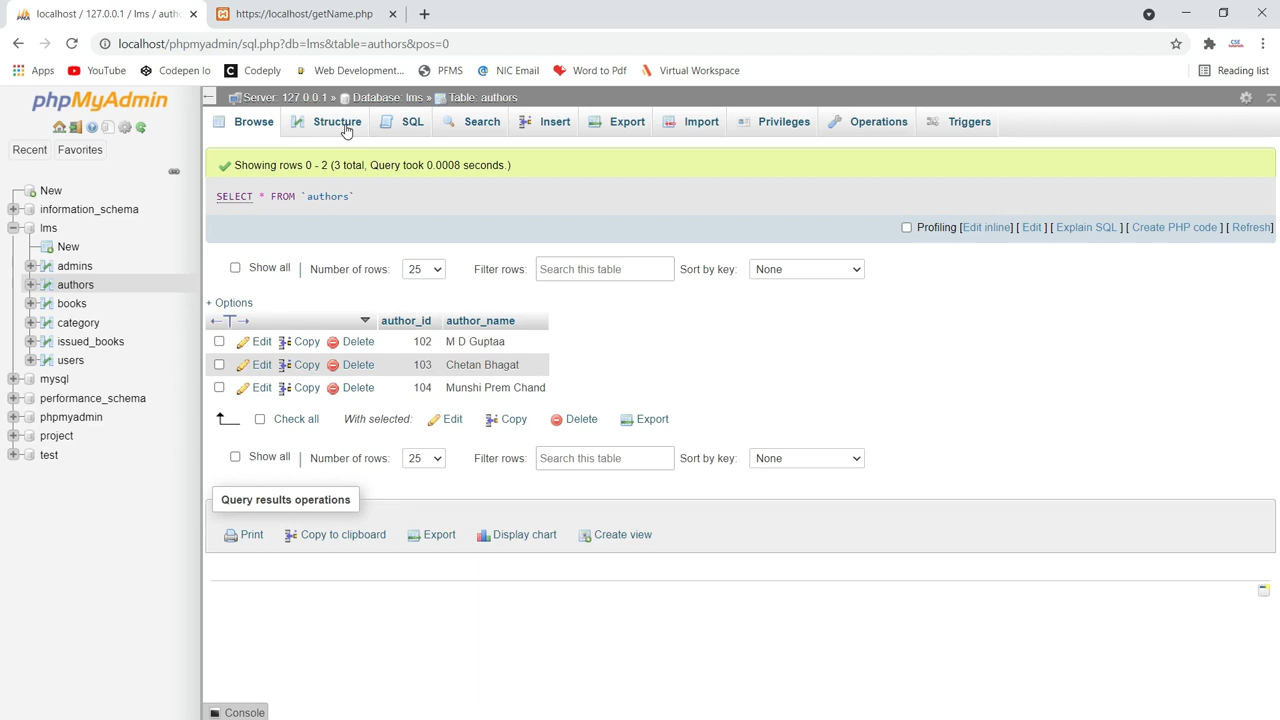 localhost / 127.0.0.1 / lms / autho
https://localhost/getName.php
localhost/phpmyadmin/sql.php?db=lms&table=authors&pos=0
Apps YouTube Codepen Io Codeply Web Development... PFMS NIC Email Word to Pdf Virtual Workspace Reading list
phpMyAdmin
Recent Favorites
New
information_schema
lms
New
admins
authors
books
category
issued_books
users
mysql
performance_schema
phpmyadmin
project
test
Server: 127.0.0.1 » Database: lms » Table: authors
Browse Structure SQL Search Insert Export Import Privileges Operations Triggers
Showing rows 0 - 2 (3 total, Query took 0.0008 seconds.)
SELECT * FROM `authors`
Profiling [Edit inline] [ Edit ] [ Explain SQL ] [ Create PHP code ] [ Refresh]
Show all Number of rows: 25 Filter rows: Search this table Sort by key: None
+ Options
←T→ author_id author_name
Edit Copy Delete 102 M D Guptaa
Edit Copy Delete 103 Chetan Bhagat
Edit Copy Delete 104 Munshi Prem Chand
Check all With selected: Edit Copy Delete Export
Show all Number of rows: 25 Filter rows: Search this table Sort by key: None
Query results operations
Print Copy to clipboard Export Display chart Create view
Console